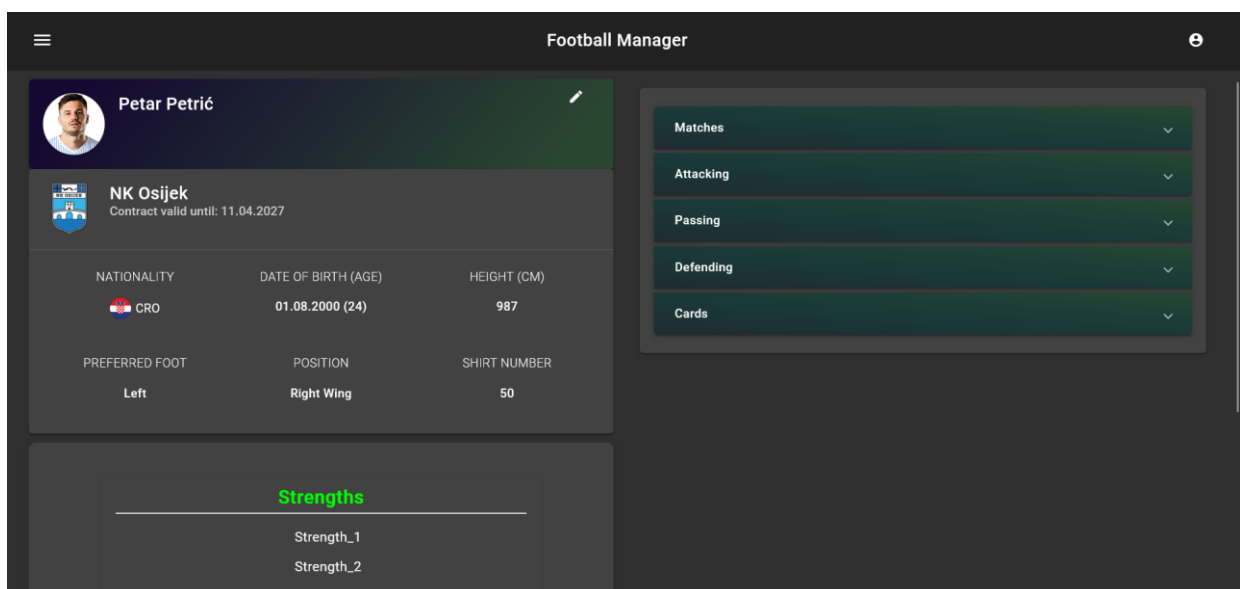 Football Manager
Petar Petrić
NK OSIJEK
NK Osijek
Contract valid until: 11.04.2027
NATIONALITY DATE OF BIRTH (AGE) HEIGHT (CM)
CRO 01.08.2000 (24) 987
PREFERRED FOOT POSITION SHIRT NUMBER
Left Right Wing 50
Strengths
Strength_1
Strength_2
Matches
Attacking
Passing
Defending
Cards